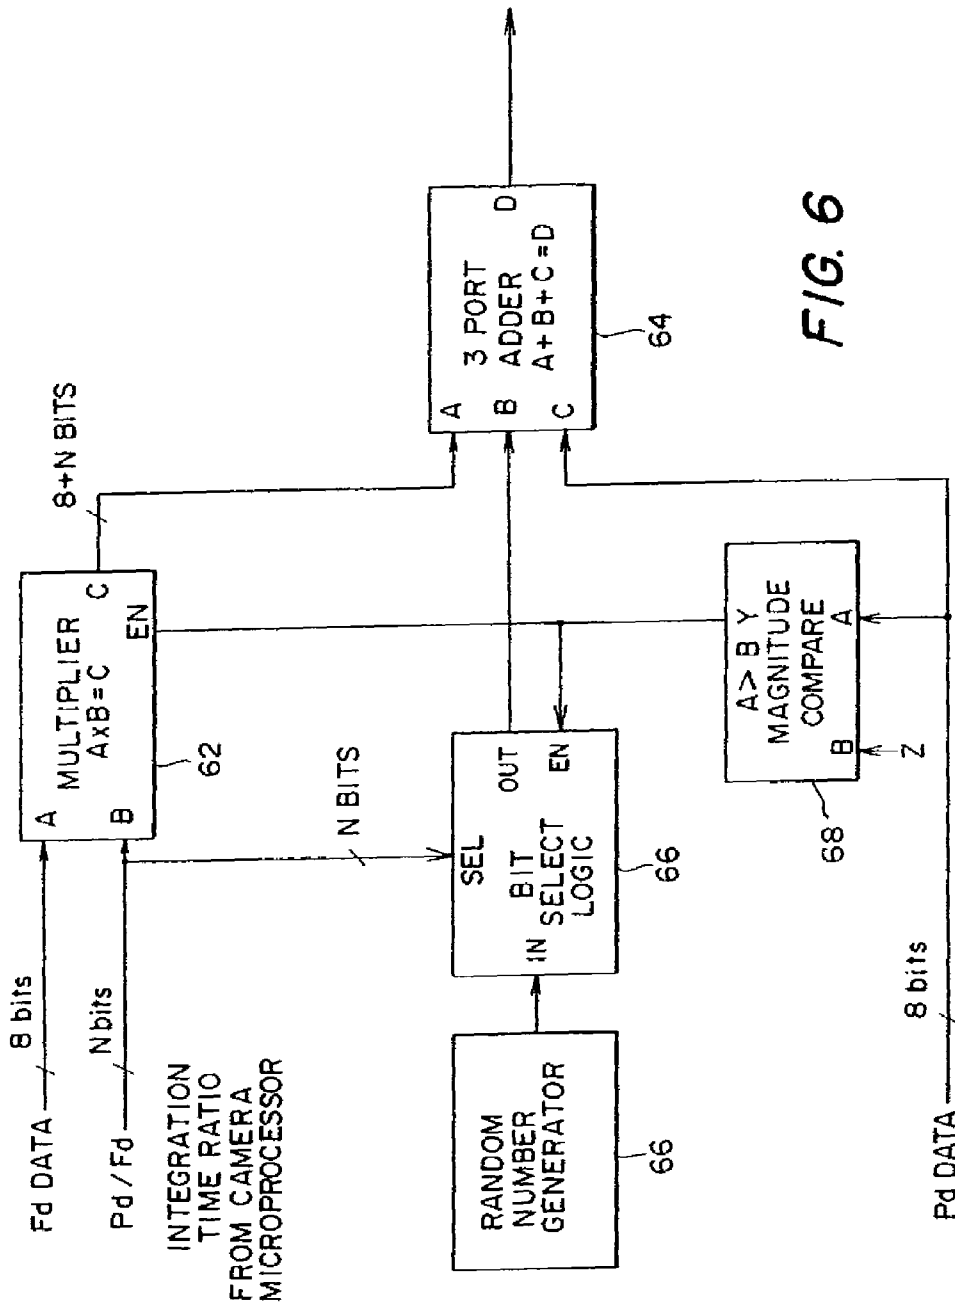 Fd DATA
8 bits
Pd / Fd
N bits
INTEGRATION
TIME RATIO
FROM CAMERA
MICROPROCESSOR
A
B
MULTIPLIER
AxB=C
C
EN
62
8+N BITS
N BITS
RANDOM
NUMBER
GENERATOR
66
SEL
IN
BIT
SELECT
LOGIC
OUT
EN
66
A
B
C
3 PORT
ADDER
A+B+C=D
D
64
A>B Y
MAGNITUDE
COMPARE
B
A
Z
68
Pd DATA
8 bits
FIG. 6